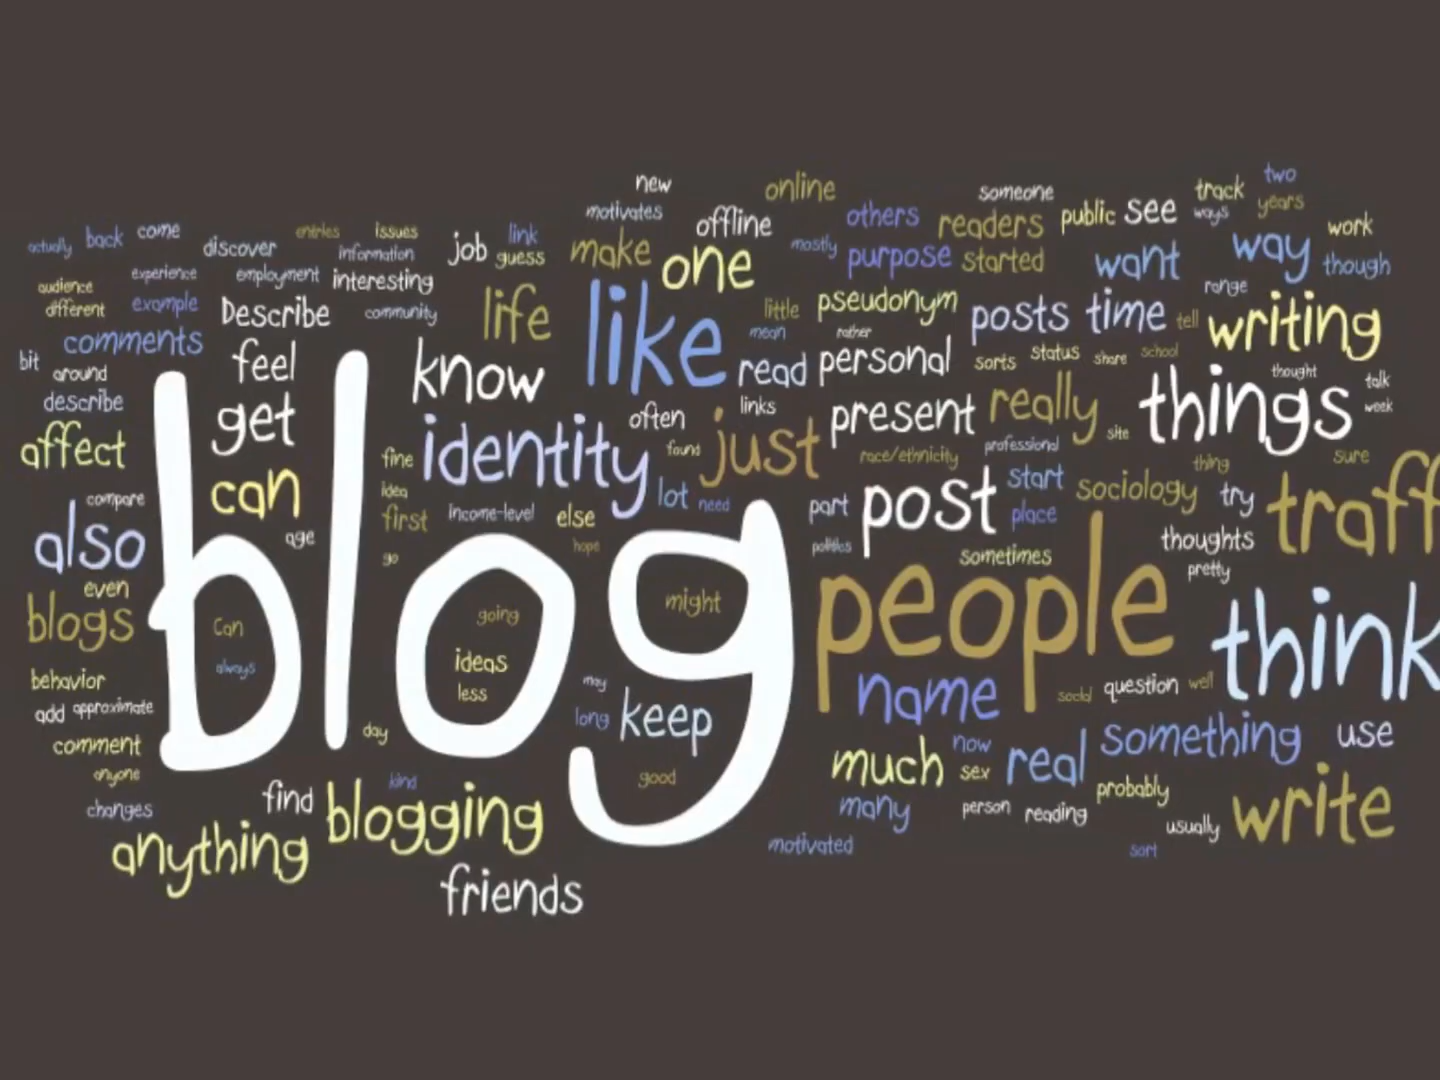 new
online
someone
track
two
motivates
offline
others
readers
public
see
ways
years
work
actually
back
come
discover
entries
issues
information
job
link
guess
make
one
mostly
purpose
started
want
way
though
audience
experience
employment
interesting
different
example
Describe
community
life
like
little
pseudonym
mean
rather
posts
time
tell
range
writing
comments
bit
around
feel
know
read
personal
sorts
status
share
school
thought
talk
week
describe
get
often
links
present
really
site
things
affect
fine
identity
found
just
race/ethnicity
professional
thing
sure
can
idea
lot
need
part
post
start
sociology
try
traff
compare
first
income-level
else
place
also
age
go
hope
politics
sometimes
thoughts
pretty
even
blog
people
think
blogs
Can
going
might
always
ideas
less
may
behavior
name
social
question
well
add
approximate
day
long
keep
something
use
comment
much
now
sex
real
anyone
kind
good
probably
changes
find
blogging
many
person
reading
usually
write
anything
motivated
sort
friends